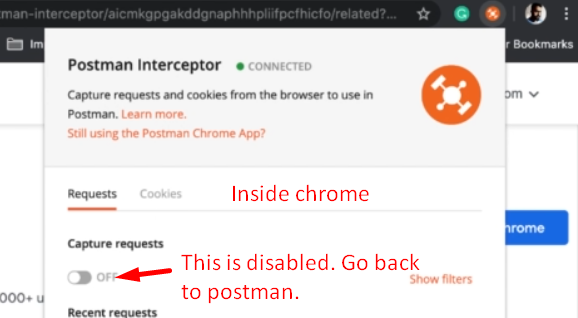 man-interceptor/aicmkgpgakddgnaphhhpliifpcfhicfo/related?...
Im
r Bookmarks
Postman Interceptor
CONNECTED
Capture requests and cookies from the browser to use in
Postman. Learn more.
Still using the Postman Chrome App?
om
Requests
Cookies
Inside chrome
hrome
Capture requests
OFF
This is disabled. Go back
to postman.
Show filters
000+ u
Recent requests